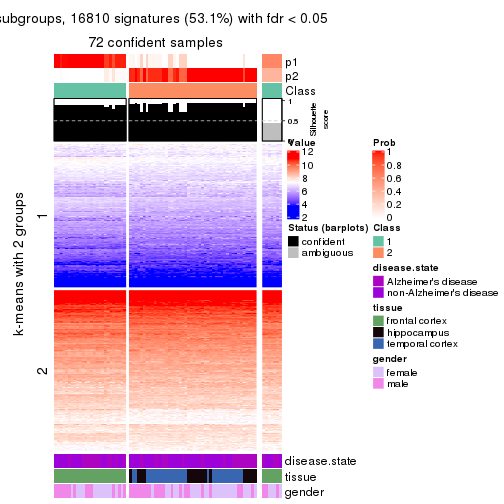 subgroups, 16810 signatures (53.1%) with fdr < 0.05
72 confident samples
p1
p2
Class
1
0.5
0
Silhouette
score
k-means with 2 groups
1
2
disease.state
tissue
gender
Value
12
10
8
6
4
2
Prob
1
0.8
0.6
0.4
0.2
0
Status (barplots)
confident
ambiguous
Class
1
2
disease.state
Alzheimer's disease
non-Alzheimer's disease
tissue
frontal cortex
hippocampus
temporal cortex
gender
female
male